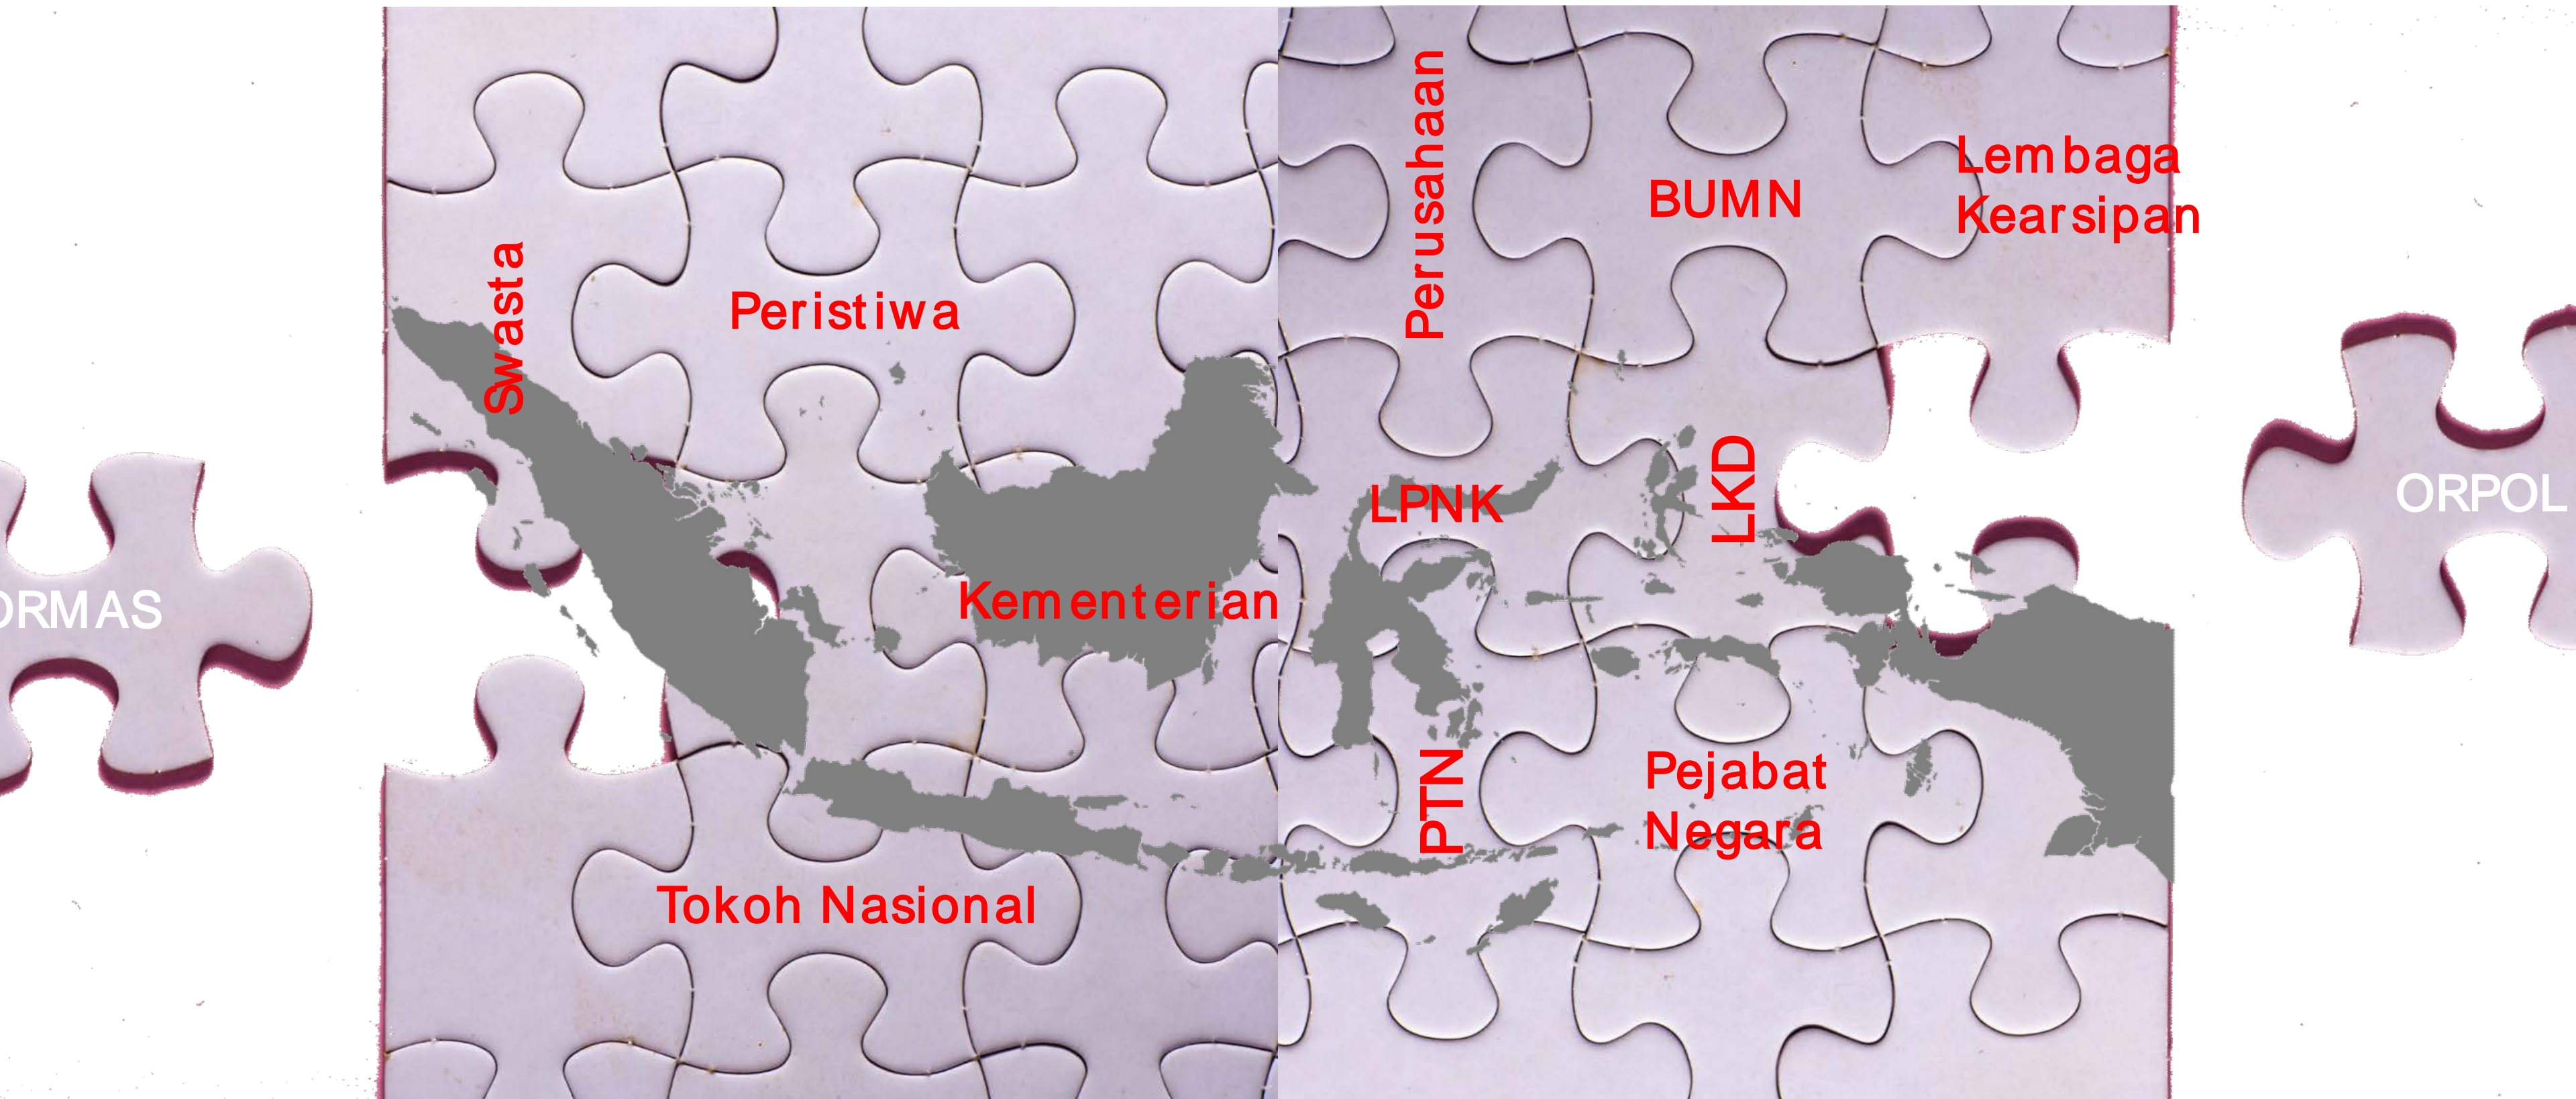 Swasta
Peristiwa
Perusahaan
BUMN
Lembaga
Kearsipan
LPNK
LKD
ORPOL
ORMAS
Kementerian
PTN
Pejabat
Negara
Tokoh Nasional